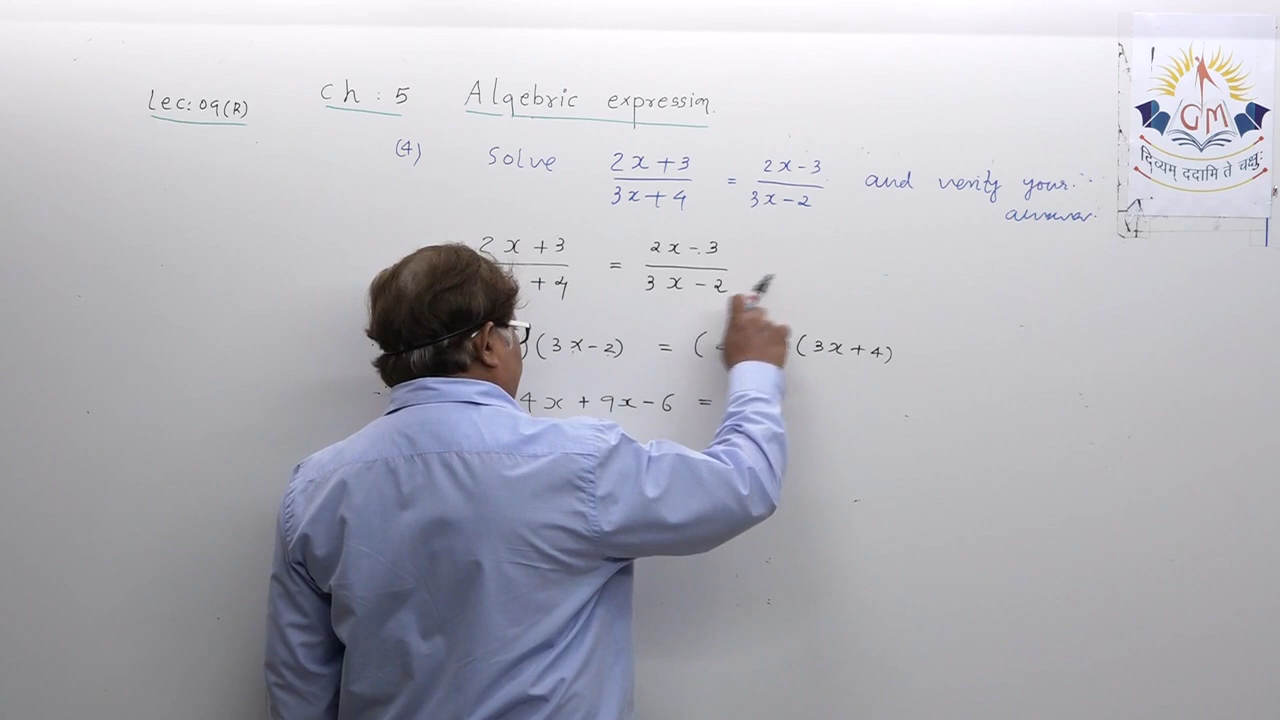 Lec: 09(R) Ch : 5 Algebric expression.
(4) Solve 2x+3 / 3x+4 = 2x-3 / 3x-2 and verify your answer.
2x+3 / +4 = 2x-3 / 3x-2
)(3x-2) = ( (3x+4)
4x + 9x - 6 =
GM
दिव्यम् ददामि ते चक्षुः